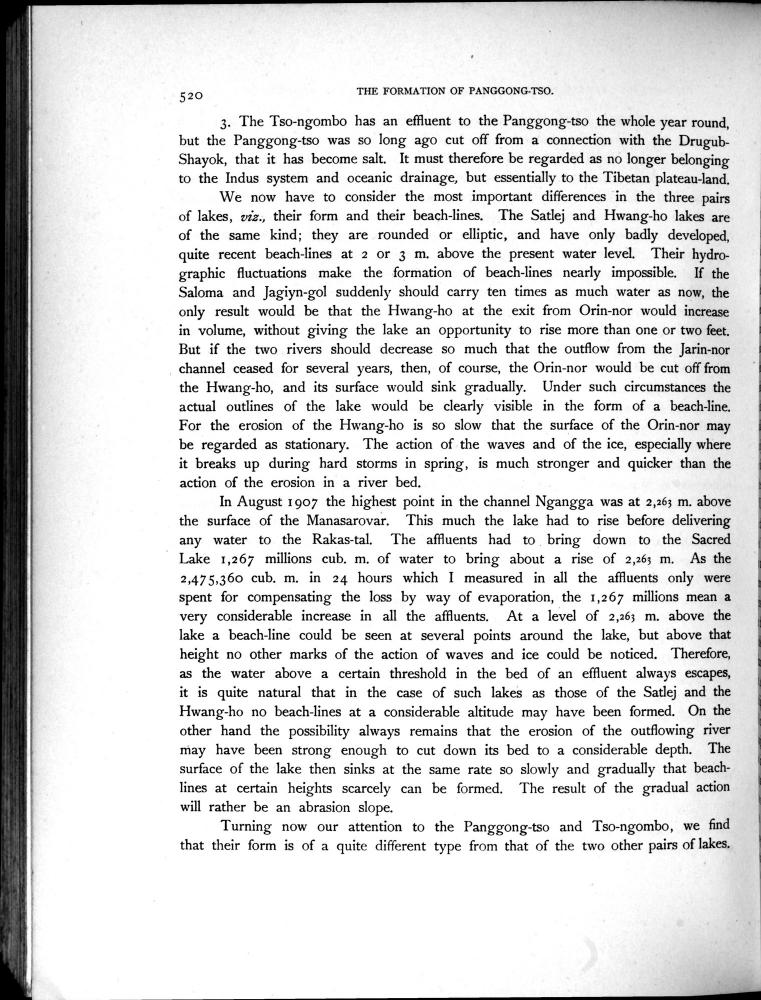 520
THE FORMATION OF PANGGONG-TSO.
3. The Tso-ngombo has an effluent to the Panggong-tso the whole year round,
but the Panggong-tso was so long ago cut off from a connection with the Drugub-
Shayok, that it has become salt. It must therefore be regarded as no longer belonging
to the Indus system and oceanic drainage, but essentially to the Tibetan plateau-land.
We now have to consider the most important differences in the three pairs
of lakes, viz., their form and their beach-lines. The Satlej and Hwang-ho lakes are
of the same kind; they are rounded or elliptic, and have only badly developed,
quite recent beach-lines at 2 or 3 m. above the present water level. Their hydro-
graphic fluctuations make the formation of beach-lines nearly impossible. If the
Saloma and Jagiyn-gol suddenly should carry ten times as much water as now, the
only result would be that the Hwang-ho at the exit from Orin-nor would increase
in volume, without giving the lake an opportunity to rise more than one or two feet.
But if the two rivers should decrease so much that the outflow from the Jarin-nor
channel ceased for several years, then, of course, the Orin-nor would be cut off from
the Hwang-ho, and its surface would sink gradually. Under such circumstances the
actual outlines of the lake would be clearly visible in the form of a beach-line.
For the erosion of the Hwang-ho is so slow that the surface of the Orin-nor may
be regarded as stationary. The action of the waves and of the ice, especially where
it breaks up during hard storms in spring, is much stronger and quicker than the
action of the erosion in a river bed.
In August 1907 the highest point in the channel Ngangga was at 2,263 m. above
the surface of the Manasarovar. This much the lake had to rise before delivering
any water to the Rakas-tal. The affluents had to bring down to the Sacred
Lake 1,267 millions cub. m. of water to bring about a rise of 2,263 m. As the
2,475,360 cub. m. in 24 hours which I measured in all the affluents only were
spent for compensating the loss by way of evaporation, the 1,267 millions mean a
very considerable increase in all the affluents. At a level of 2,263 m. above the
lake a beach-line could be seen at several points around the lake, but above that
height no other marks of the action of waves and ice could be noticed. Therefore,
as the water above a certain threshold in the bed of an effluent always escapes,
it is quite natural that in the case of such lakes as those of the Satlej and the
Hwang-ho no beach-lines at a considerable altitude may have been formed. On the
other hand the possibility always remains that the erosion of the outflowing river
may have been strong enough to cut down its bed to a considerable depth. The
surface of the lake then sinks at the same rate so slowly and gradually that beach-
lines at certain heights scarcely can be formed. The result of the gradual action
will rather be an abrasion slope.
Turning now our attention to the Panggong-tso and Tso-ngombo, we find
that their form is of a quite different type from that of the two other pairs of lakes.